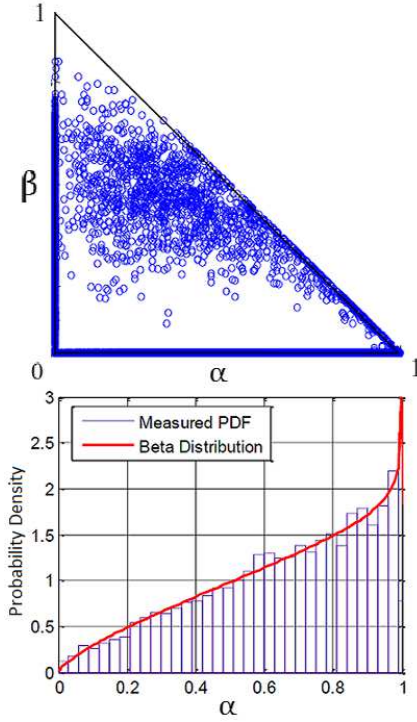 1
β
0
α
1
3
2.5
2
1.5
1
0.5
0
Probability Density
Measured PDF
Beta Distribution
0 0.2 0.4 0.6 0.8 1
α